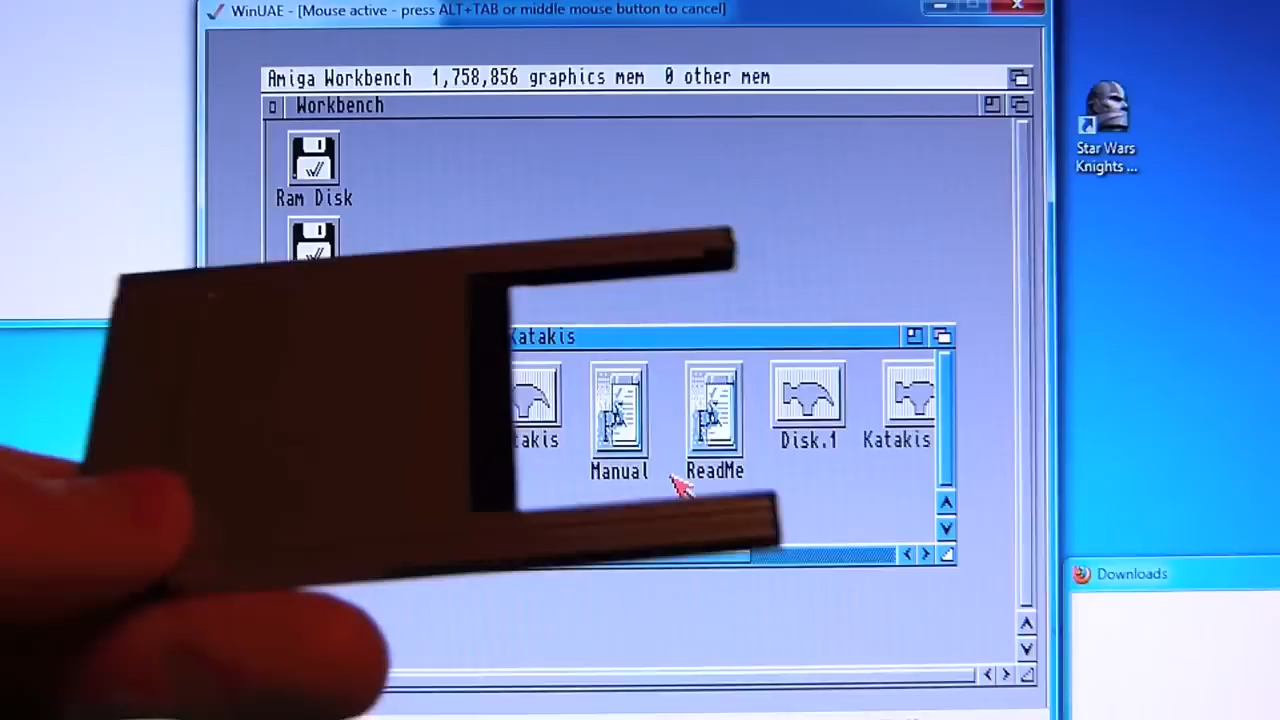 WinUAE - [Mouse active - press ALT+TAB or middle mouse button to cancel]
Amiga Workbench 1,758,856 graphics mem 0 other mem
Workbench
Star Wars
Knights ...
Ram Disk
Katakis
takis
Manual
ReadMe
Disk.1
Katakis
Downloads